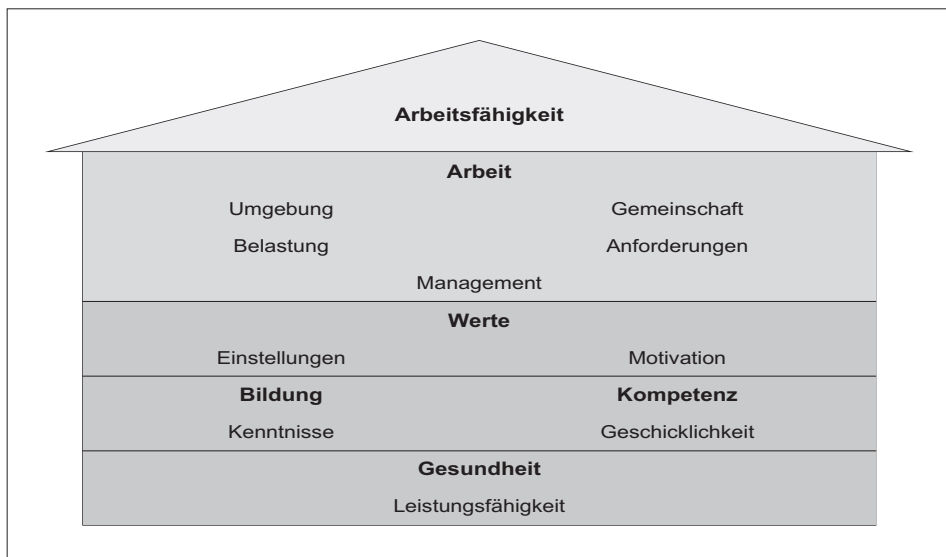 Arbeitsfähigkeit
Arbeit
Umgebung Gemeinschaft
Belastung Anforderungen
Management
Werte
Einstellungen Motivation
Bildung Kompetenz
Kenntnisse Geschicklichkeit
Gesundheit
Leistungsfähigkeit